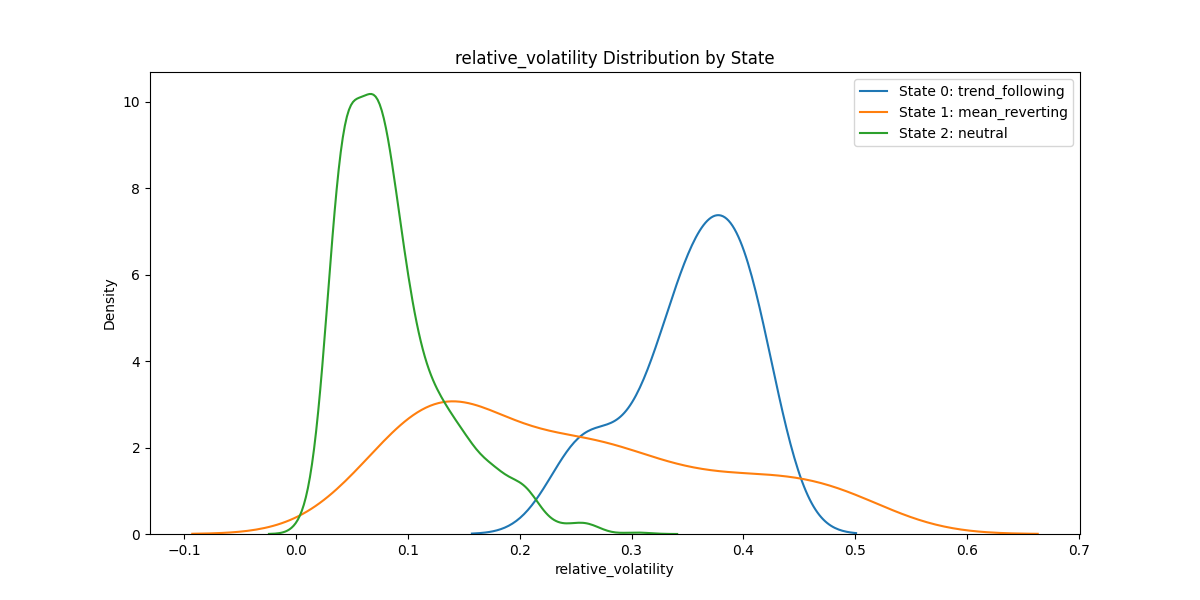 relative_volatility Distribution by State
State 0: trend_following
State 1: mean_reverting
State 2: neutral
Density
10
8
6
4
2
0
−0.1 0.0 0.1 0.2 0.3 0.4 0.5 0.6 0.7
relative_volatility